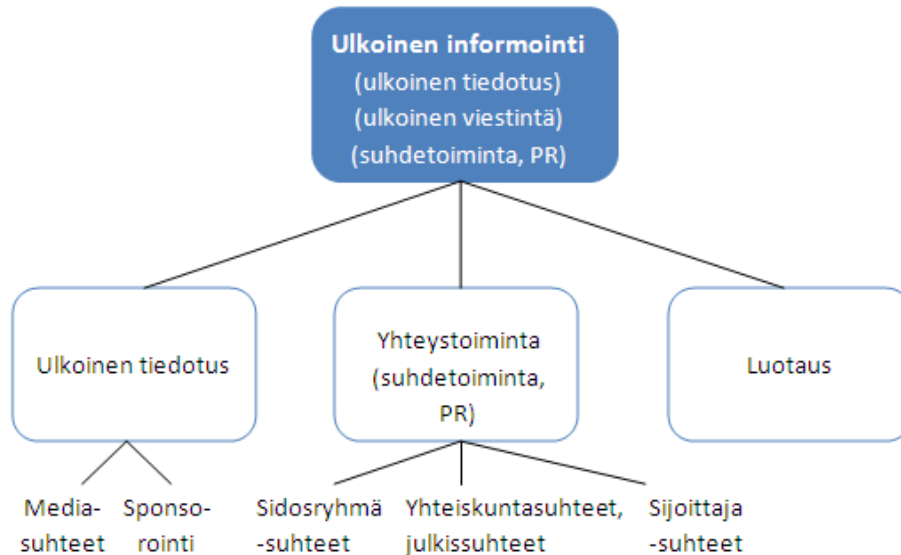 Ulkoinen informointi
(ulkoinen tiedotus)
(ulkoinen viestintä)
(suhdetoiminta, PR)
Ulkoinen tiedotus
Yhteystoiminta
(suhdetoiminta,
PR)
Luotaus
Media-
suhteet
Sponso-
rointi
Sidosryhmä
-suhteet
Yhteiskuntasuhteet,
julkissuhteet
Sijoittaja
-suhteet